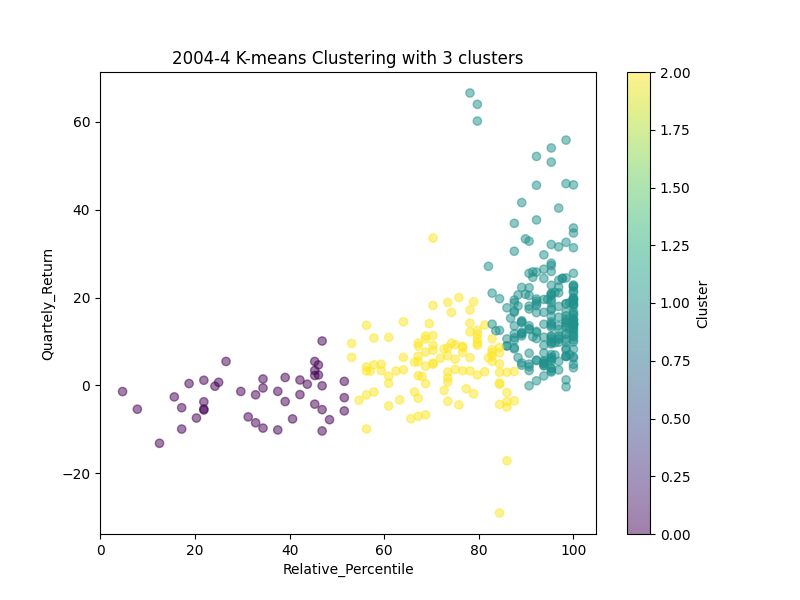 2004-4 K-means Clustering with 3 clusters
Quartely_Return
60
40
20
0
−20
0 20 40 60 80 100
Relative_Percentile
2.00
1.75
1.50
1.25
1.00
0.75
0.50
0.25
0.00
Cluster